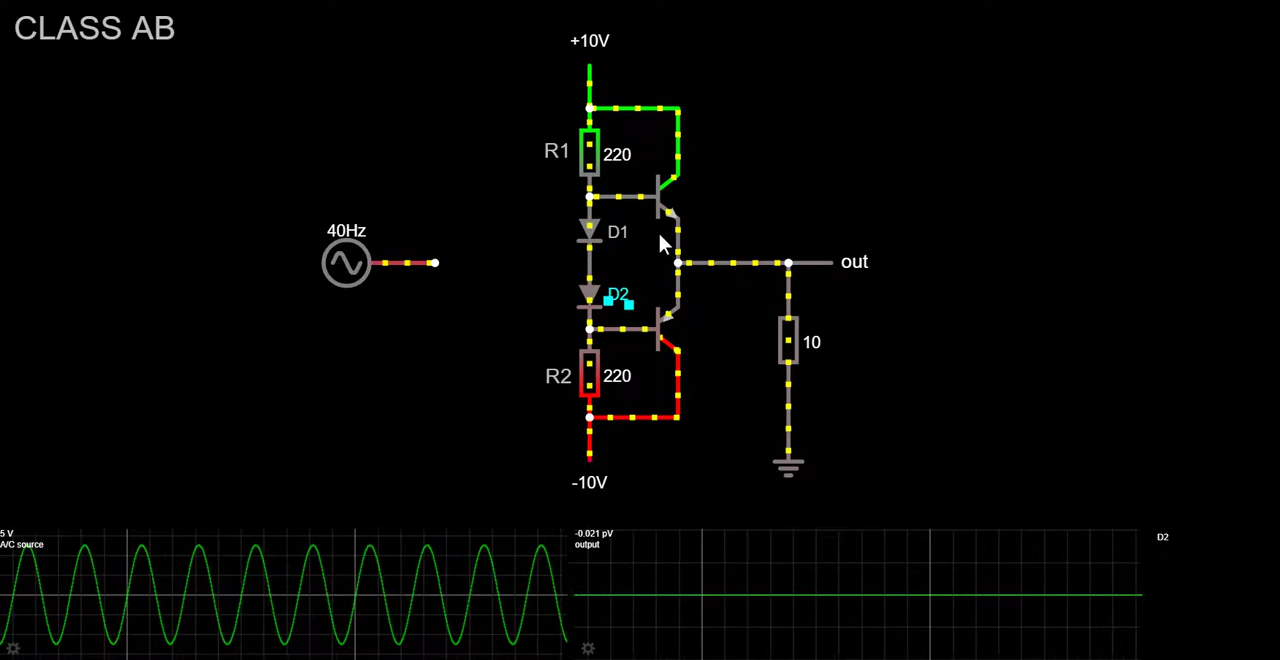 CLASS AB
+10V
R1
220
40Hz
D1
out
D2
10
R2
220
-10V
5 V
A/C source
-0.021 pV
output
D2